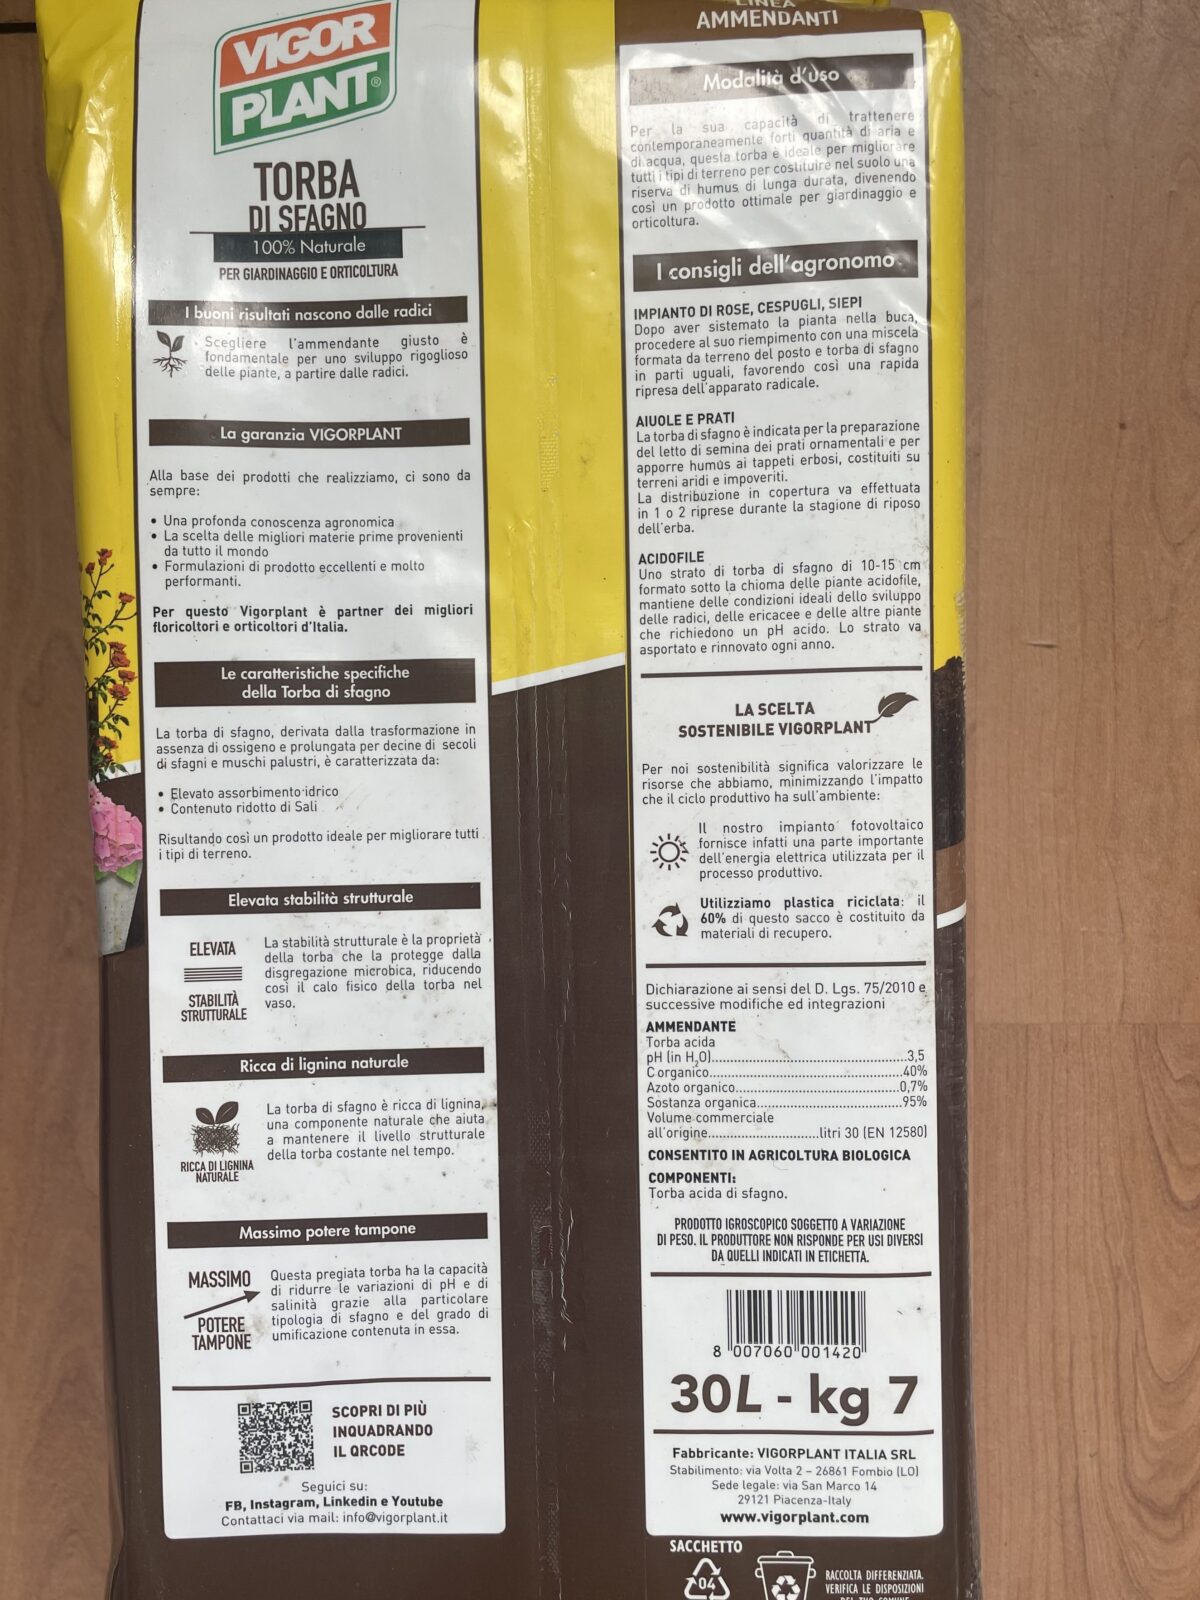 VIGOR
PLANT®
TORBA
DI SFAGNO
100% Naturale
PER GIARDINAGGIO E ORTICOLTURA
I buoni risultati nascono dalle radici
Scegliere l'ammendante giusto è
fondamentale per uno sviluppo rigoglioso
delle piante, a partire dalle radici.
La garanzia VIGORPLANT
Alla base dei prodotti che realizziamo, ci sono da
sempre:
• Una profonda conoscenza agronomica
• La scelta delle migliori materie prime provenienti
da tutto il mondo
• Formulazioni di prodotto eccellenti e molto
performanti.
Per questo Vigorplant è partner dei migliori
floricoltori e orticoltori d'Italia.
Le caratteristiche specifiche
della Torba di sfagno
La torba di sfagno, derivata dalla trasformazione in
assenza di ossigeno e prolungata per decine di secoli
di sfagni e muschi palustri, è caratterizzata da:
• Elevato assorbimento idrico
• Contenuto ridotto di Sali
Risultando così un prodotto ideale per migliorare tutti
i tipi di terreno.
Elevata stabilità strutturale
ELEVATA
STABILITÀ
STRUTTURALE
La stabilità strutturale è la proprietà
della torba che la protegge dalla
disgregazione microbica, riducendo
così il calo fisico della torba nel
vaso.
Ricca di lignina naturale
RICCA DI LIGNINA
NATURALE
La torba di sfagno è ricca di lignina,
una componente naturale che aiuta
a mantenere il livello strutturale
della torba costante nel tempo.
Massimo potere tampone
MASSIMO
POTERE
TAMPONE
Questa pregiata torba ha la capacità
di ridurre le variazioni di pH e di
salinità grazie alla particolare
tipologia di sfagno e del grado di
umificazione contenuta in essa.
SCOPRI DI PIÙ
INQUADRANDO
IL QRCODE
Seguici su:
FB, Instagram, Linkedin e Youtube
Contattaci via mail: info@vigorplant.it
LINEA
AMMENDANTI
Modalità d'uso
Per la sua capacità di trattenere
contemporaneamente forti quantità di aria e
di acqua, questa torba è ideale per migliorare
tutti i tipi di terreno per costituire nel suolo una
riserva di humus di lunga durata, divenendo
così un prodotto ottimale per giardinaggio e
orticoltura.
I consigli dell'agronomo
IMPIANTO DI ROSE, CESPUGLI, SIEPI
Dopo aver sistemato la pianta nella buca,
procedere al suo riempimento con una miscela
formata da terreno del posto e torba di sfagno
in parti uguali, favorendo così una rapida
ripresa dell'apparato radicale.
AIUOLE E PRATI
La torba di sfagno è indicata per la preparazione
del letto di semina dei prati ornamentali e per
apporre humus ai tappeti erbosi, costituiti su
terreni aridi e impoveriti.
La distribuzione in copertura va effettuata
in 1 o 2 riprese durante la stagione di riposo
dell'erba.
ACIDOFILE
Uno strato di torba di sfagno di 10-15 cm
formato sotto la chioma delle piante acidofile,
mantiene delle condizioni ideali dello sviluppo
delle radici, delle ericacee e delle altre piante
che richiedono un pH acido. Lo strato va
asportato e rinnovato ogni anno.
LA SCELTA
SOSTENIBILE VIGORPLANT
Per noi sostenibilità significa valorizzare le
risorse che abbiamo, minimizzando l'impatto
che il ciclo produttivo ha sull'ambiente:
Il nostro impianto fotovoltaico
fornisce infatti una parte importante
dell'energia elettrica utilizzata per il
processo produttivo.
Utilizziamo plastica riciclata: il
60% di questo sacco è costituito da
materiali di recupero.
Dichiarazione ai sensi del D. Lgs. 75/2010 e
successive modifiche ed integrazioni
AMMENDANTE
Torba acida
pH (in H₂O)....................3,5
C organico....................40%
Azoto organico....................0,7%
Sostanza organica....................95%
Volume commerciale
all'origine....................litri 30 (EN 12580)
CONSENTITO IN AGRICOLTURA BIOLOGICA
COMPONENTI:
Torba acida di sfagno.
PRODOTTO IGROSCOPICO SOGGETTO A VARIAZIONE
DI PESO. IL PRODUTTORE NON RISPONDE PER USI DIVERSI
DA QUELLI INDICATI IN ETICHETTA.
8 007060 001420
30L - kg 7
Fabbricante: VIGORPLANT ITALIA SRL
Stabilimento: via Volta 2 – 26861 Fombio (LO)
Sede legale: via San Marco 14
29121 Piacenza-Italy
www.vigorplant.com
SACCHETTO
04
RACCOLTA DIFFERENZIATA.
VERIFICA LE DISPOSIZIONI
DEL TUO COMUNE